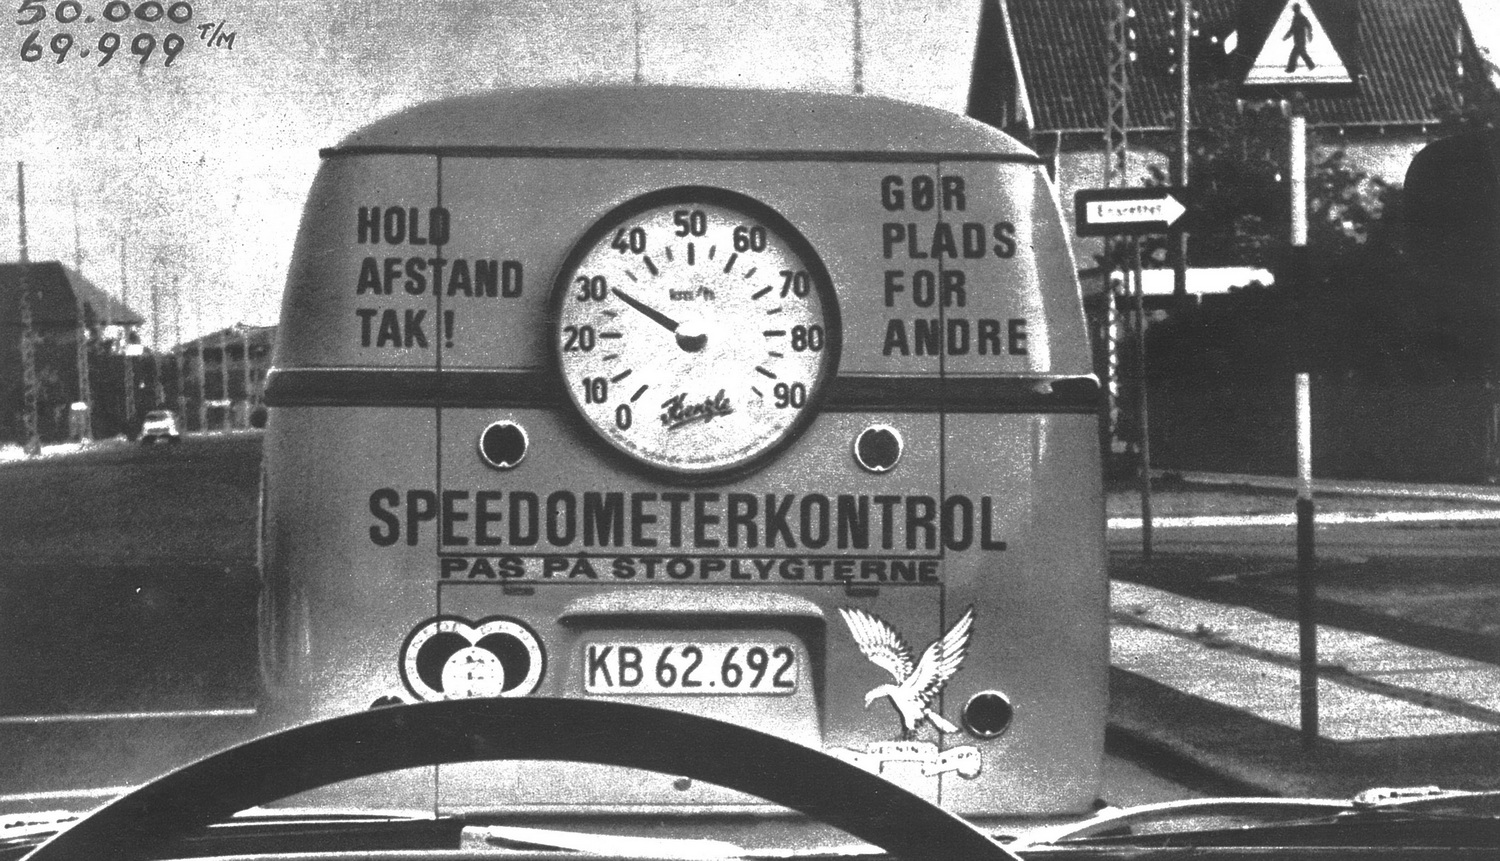 50.000
69.999 T/M
HOLD
AFSTAND
TAK !
GØR
PLADS
FOR
ANDRE
Ensrettet
50
40
60
30
70
20
80
10
90
0
km/h
Kienzle
SPEEDOMETERKONTROL
PAS PÅ STOPLYGTERNE
KB 62.692